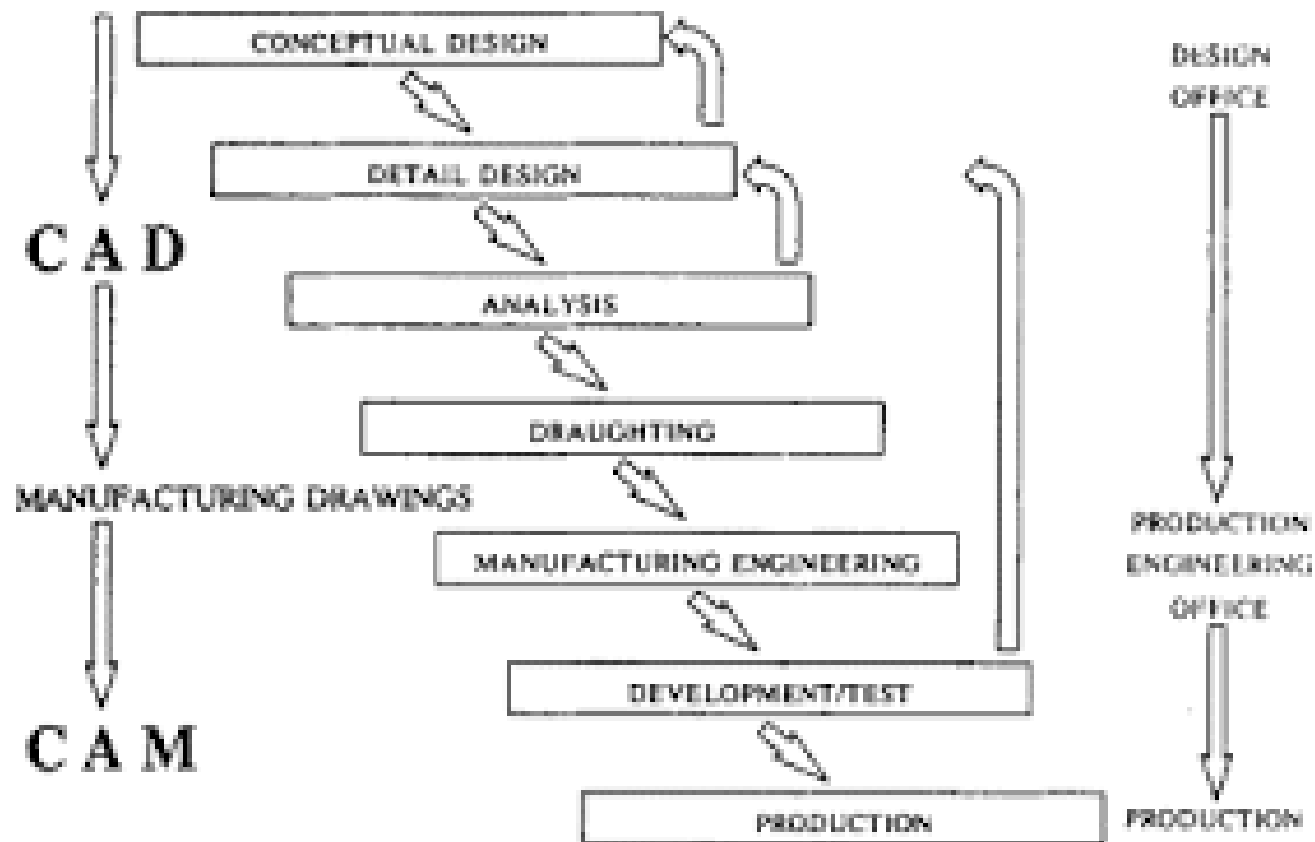 CONCEPTUAL DESIGN
DESIGN
OFFICE
DETAIL DESIGN
CAD
ANALYSIS
DRAUGHTING
MANUFACTURING DRAWINGS
PRODUCTION
ENGINEERING
OFFICE
MANUFACTURING ENGINEERING
DEVELOPMENT/TEST
CAM
PRODUCTION
PRODUCTION